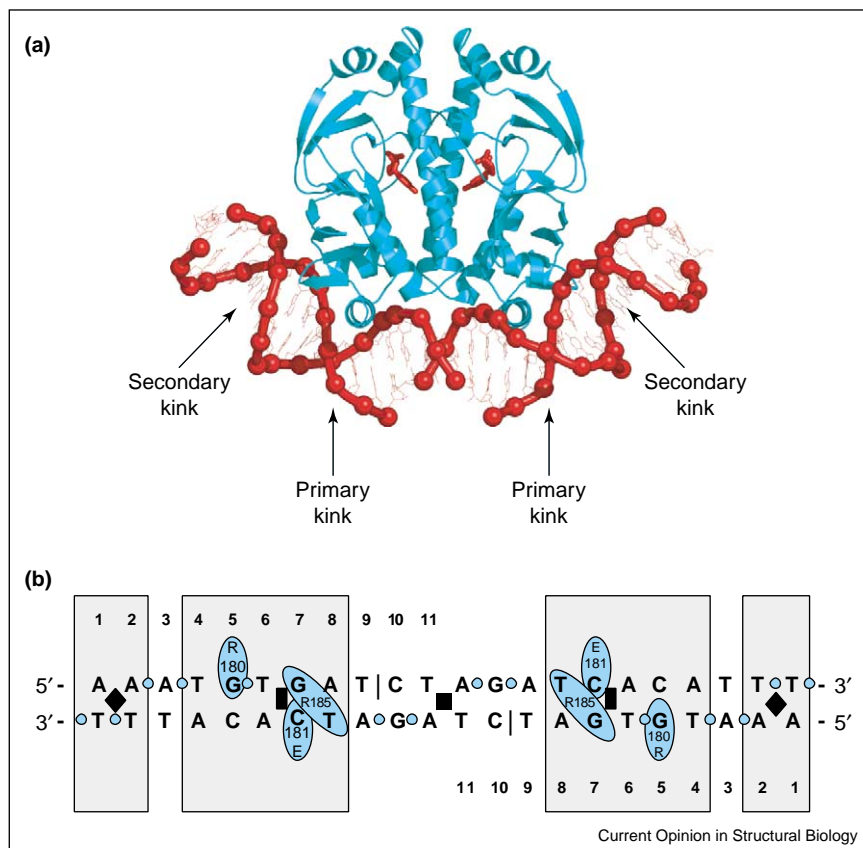 (a)
Secondary
kink
Primary
kink
Primary
kink
Secondary
kink
(b)
1 2 3 4 5 6 7 8 9 10 11
R
180
E
181
5′ - A A A T G T G A T | C T A G A T C A C A T T T - 3′
R185
R185
3′ - T T T A C A C T A G A T C | T A G T G T A A A - 5′
181
E
180
R
11 10 9 8 7 6 5 4 3 2 1
Current Opinion in Structural Biology